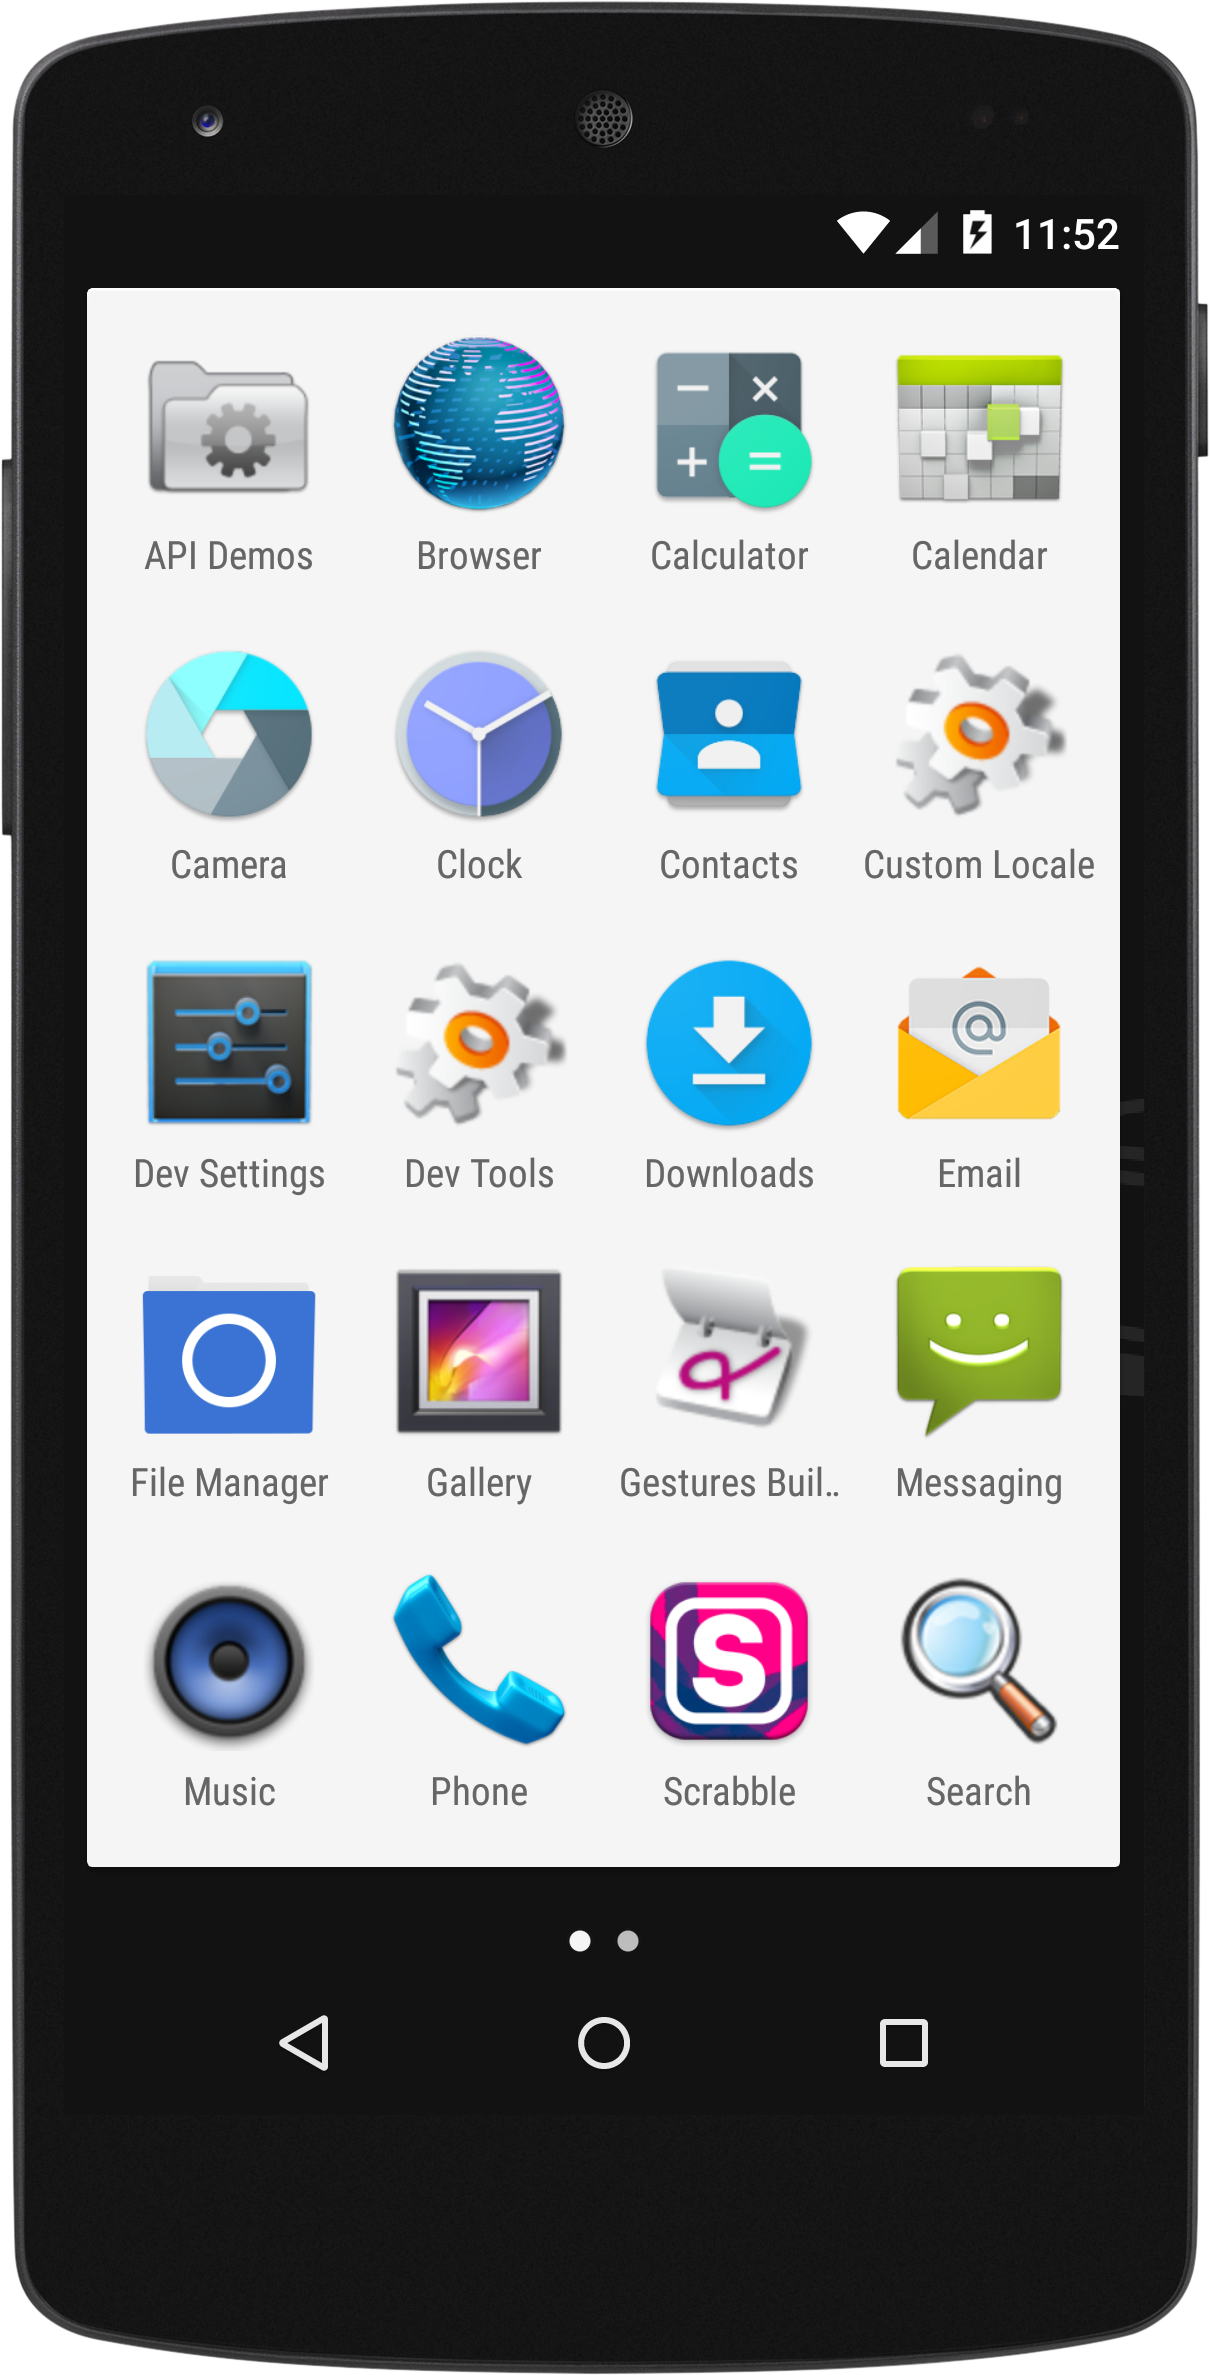 11:52
API Demos Browser Calculator Calendar
Camera Clock Contacts Custom Locale
Dev Settings Dev Tools Downloads Email
File Manager Gallery Gestures Buil.. Messaging
S
Music Phone Scrabble Search